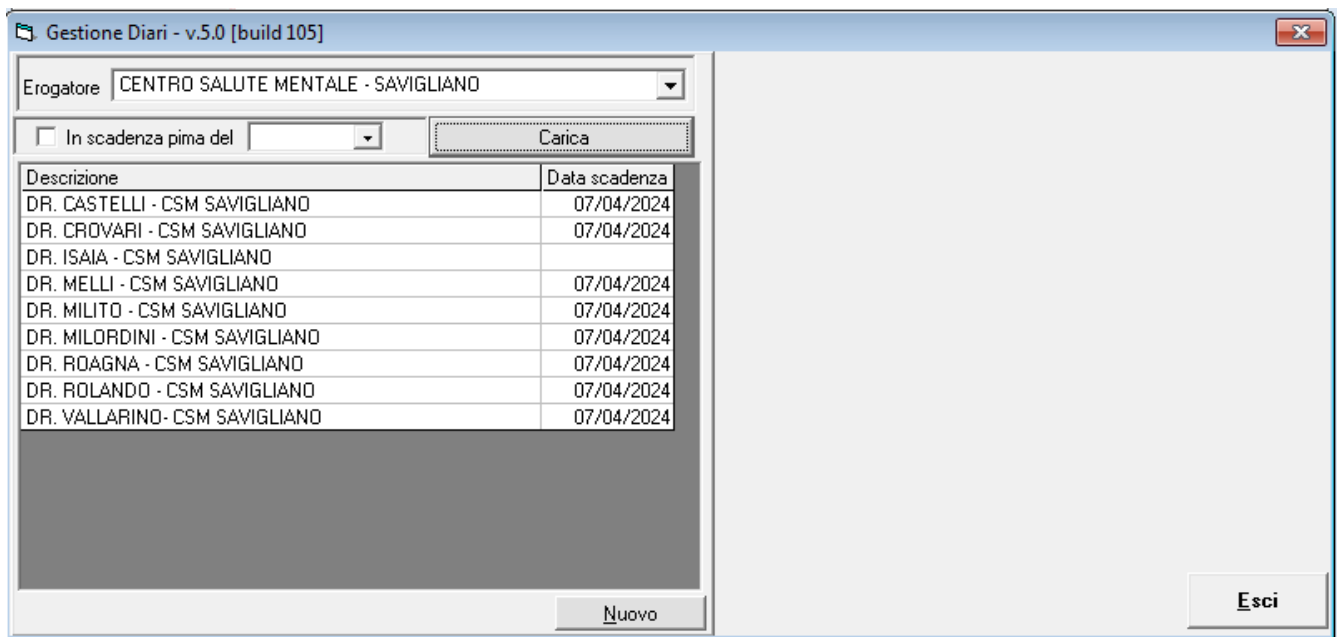 Gestione Diari - v.5.0 [build 105]
Erogatore CENTRO SALUTE MENTALE - SAVIGLIANO
In scadenza pima del Carica
Descrizione Data scadenza
DR. CASTELLI - CSM SAVIGLIANO 07/04/2024
DR. CROVARI - CSM SAVIGLIANO 07/04/2024
DR. ISAIA - CSM SAVIGLIANO
DR. MELLI - CSM SAVIGLIANO 07/04/2024
DR. MILITO - CSM SAVIGLIANO 07/04/2024
DR. MILORDINI - CSM SAVIGLIANO 07/04/2024
DR. ROAGNA - CSM SAVIGLIANO 07/04/2024
DR. ROLANDO - CSM SAVIGLIANO 07/04/2024
DR. VALLARINO- CSM SAVIGLIANO 07/04/2024
Nuovo
Esci